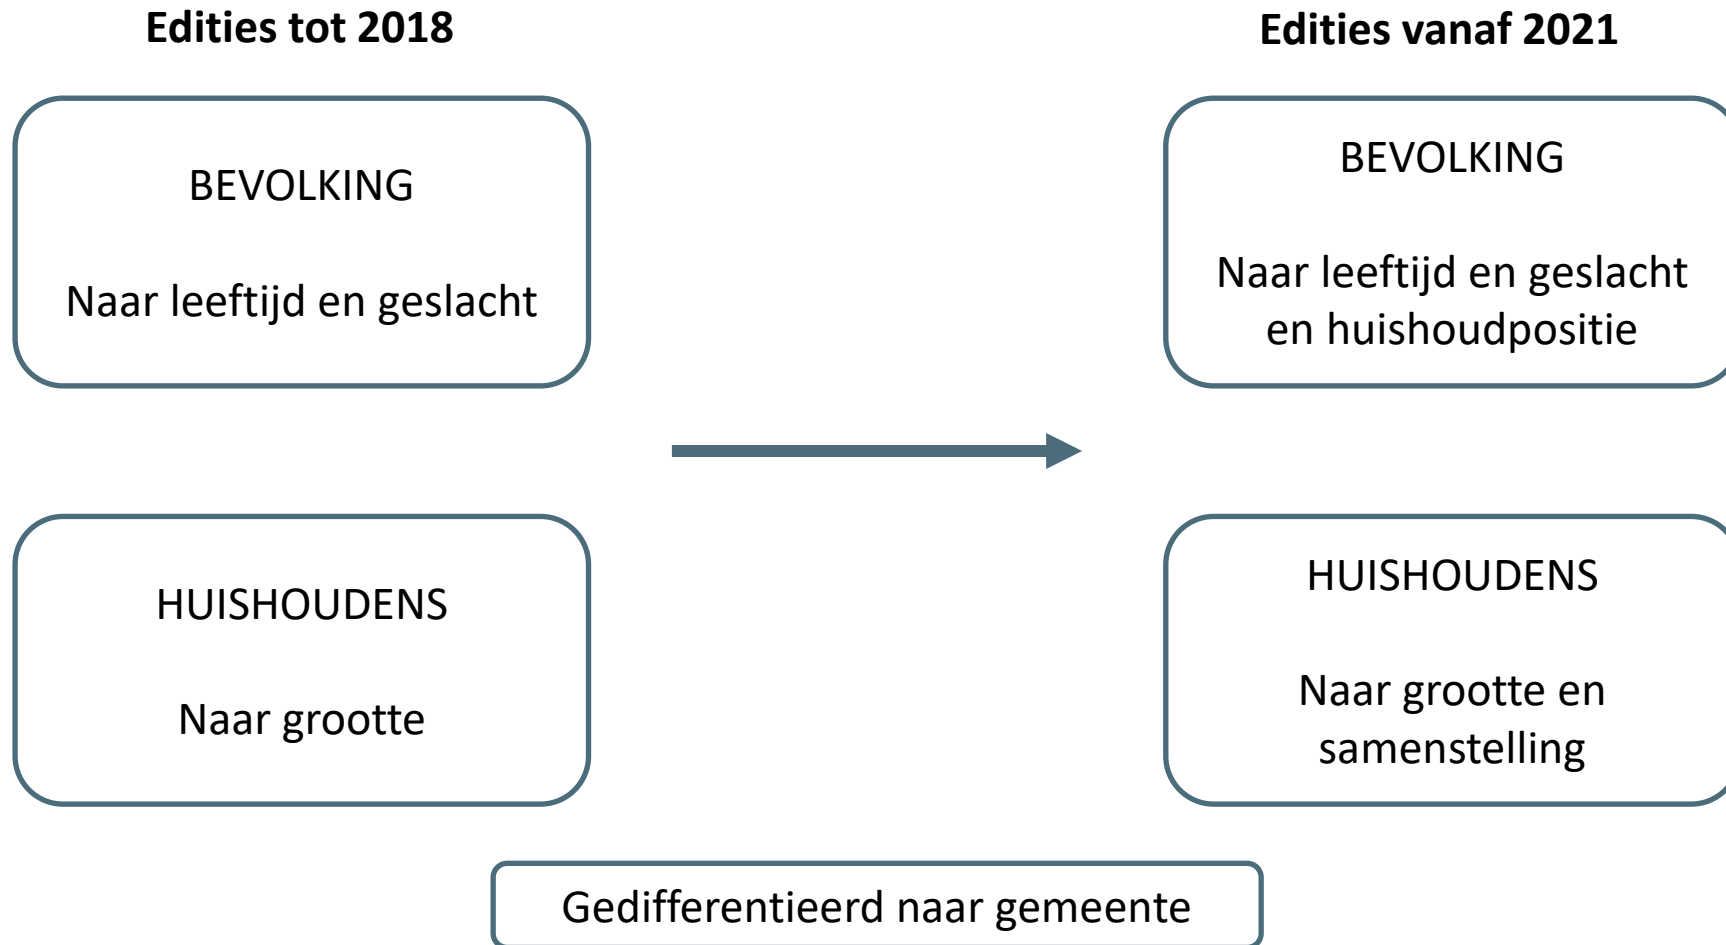 Edities tot 2018
BEVOLKING
Naar leeftijd en geslacht
HUISHOUDENS
Naar grootte
Edities vanaf 2021
BEVOLKING
Naar leeftijd en geslacht
en huishoudpositie
HUISHOUDENS
Naar grootte en
samenstelling
Gedifferentieerd naar gemeente